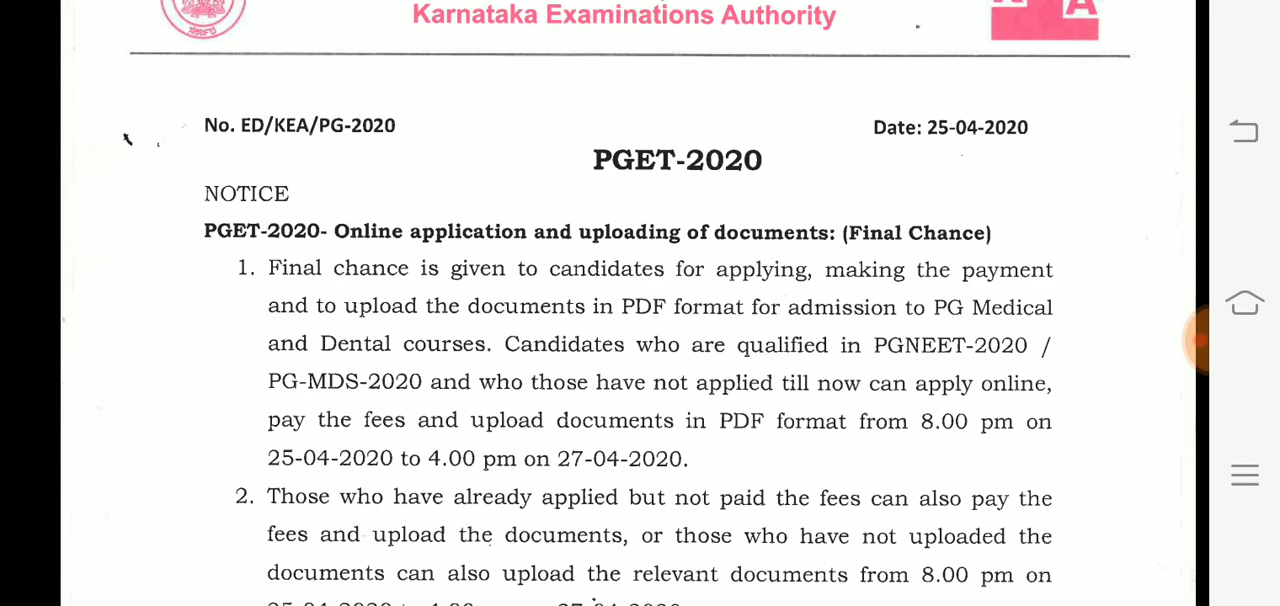 Karnataka Examinations Authority
No. ED/KEA/PG-2020
Date: 25-04-2020
PGET-2020
NOTICE
PGET-2020- Online application and uploading of documents: (Final Chance)
1. Final chance is given to candidates for applying, making the payment
and to upload the documents in PDF format for admission to PG Medical
and Dental courses. Candidates who are qualified in PGNEET-2020 /
PG-MDS-2020 and who those have not applied till now can apply online,
pay the fees and upload documents in PDF format from 8.00 pm on
25-04-2020 to 4.00 pm on 27-04-2020.
2. Those who have already applied but not paid the fees can also pay the
fees and upload the documents, or those who have not uploaded the
documents can also upload the relevant documents from 8.00 pm on